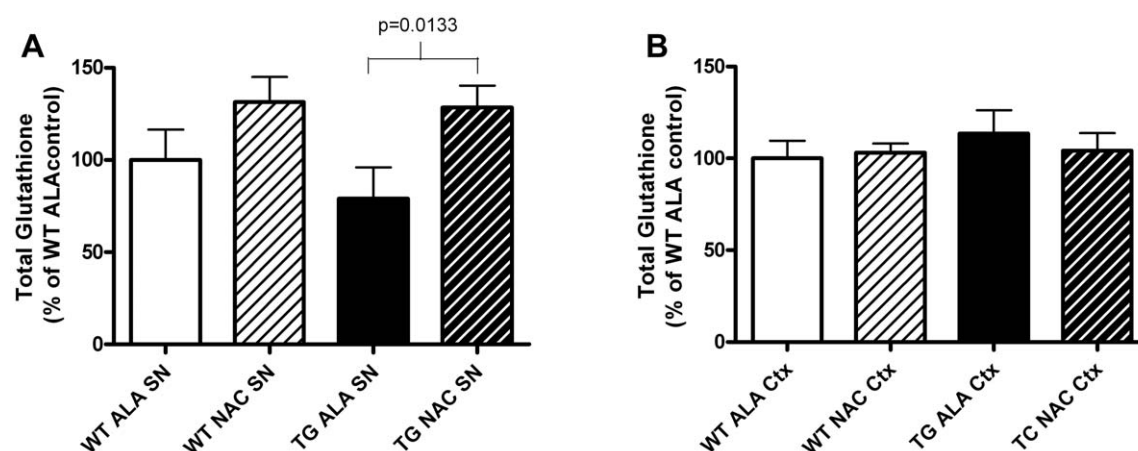 A
p=0.0133
Total Glutathione
(% of WT ALAcontrol)
150
100
50
0
WT ALA SN
WT NAC SN
TG ALA SN
TG NAC SN
B
Total Glutathione
(% of WT ALA control)
150
100
50
0
WT ALA Ctx
WT NAC Ctx
TG ALA Ctx
TC NAC Ctx